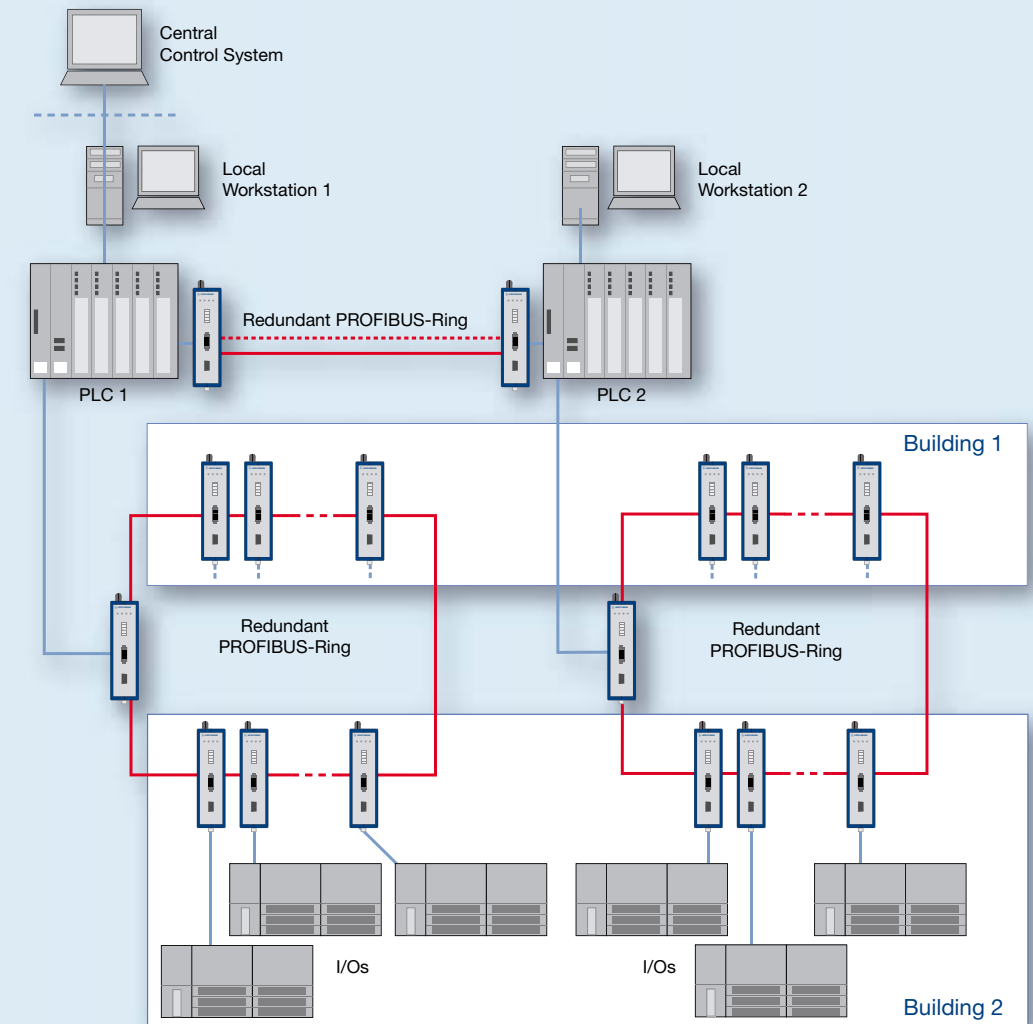 Central
Control System
Local
Workstation 1
Local
Workstation 2
Redundant PROFIBUS-Ring
PLC 1
PLC 2
Building 1
Redundant
PROFIBUS-Ring
Redundant
PROFIBUS-Ring
I/Os
I/Os
Building 2